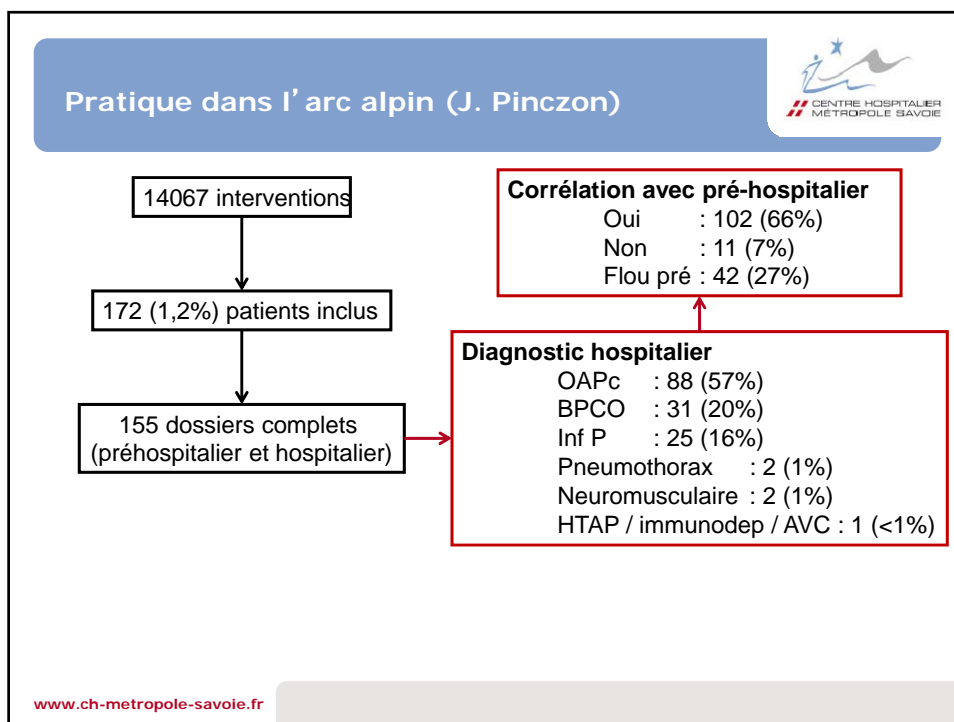 Pratique dans l'arc alpin (J. Pinczon)
CENTRE HOSPITALIER
MÉTROPOLE SAVOIE
14067 interventions
172 (1,2%) patients inclus
155 dossiers complets
(préhospitalier et hospitalier)
Corrélation avec pré-hospitalier
Oui : 102 (66%)
Non : 11 (7%)
Flou pré : 42 (27%)
Diagnostic hospitalier
OAPc : 88 (57%)
BPCO : 31 (20%)
Inf P : 25 (16%)
Pneumothorax : 2 (1%)
Neuromusculaire : 2 (1%)
HTAP / immunodep / AVC : 1 (<1%)
www.ch-metropole-savoie.fr